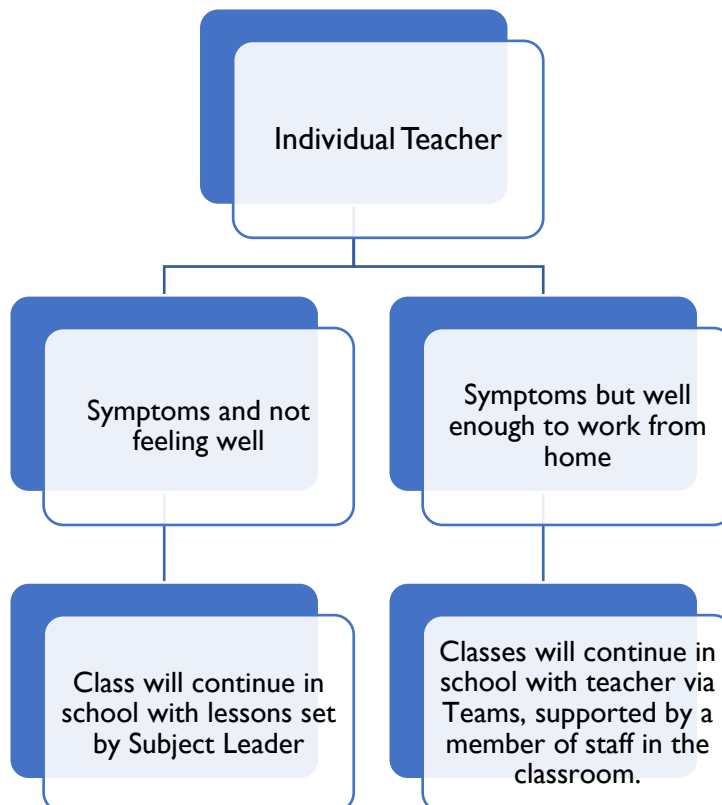 Individual Teacher
Symptoms and not
feeling well
Symptoms but well
enough to work from
home
Class will continue in
school with lessons set
by Subject Leader
Classes will continue in
school with teacher via
Teams, supported by a
member of staff in the
classroom.